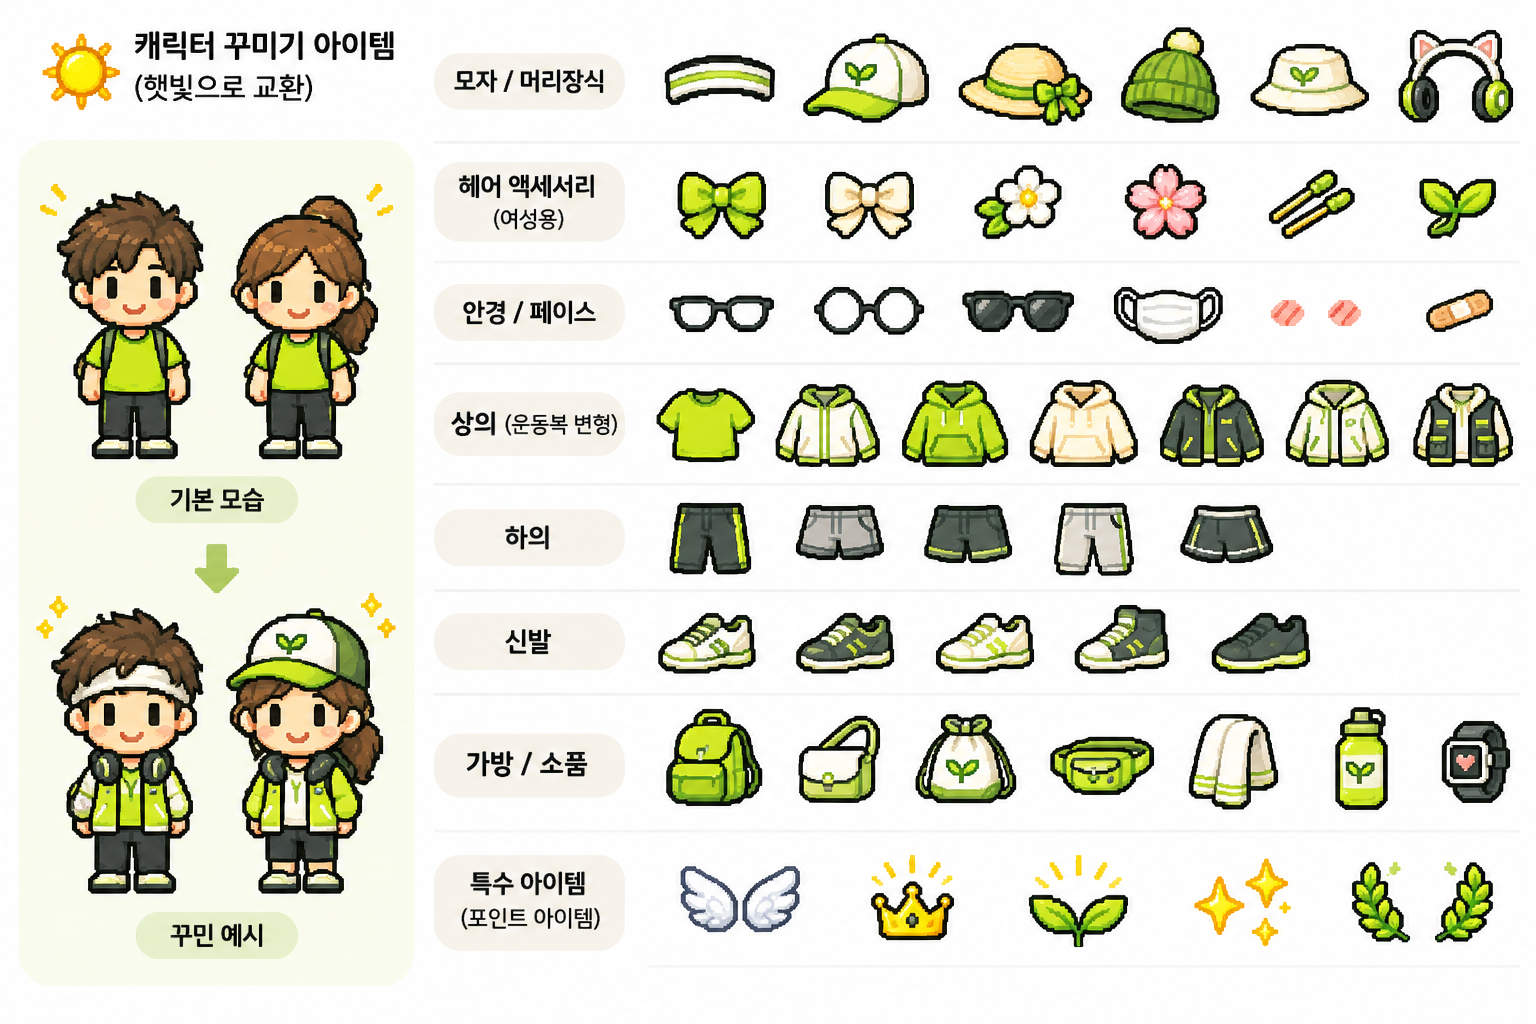 캐릭터 꾸미기 아이템
(햇빛으로 교환)
기본 모습
꾸민 예시
모자 / 머리장식
헤어 액세서리
(여성용)
안경 / 페이스
상의 (운동복 변형)
하의
신발
가방 / 소품
특수 아이템
(포인트 아이템)